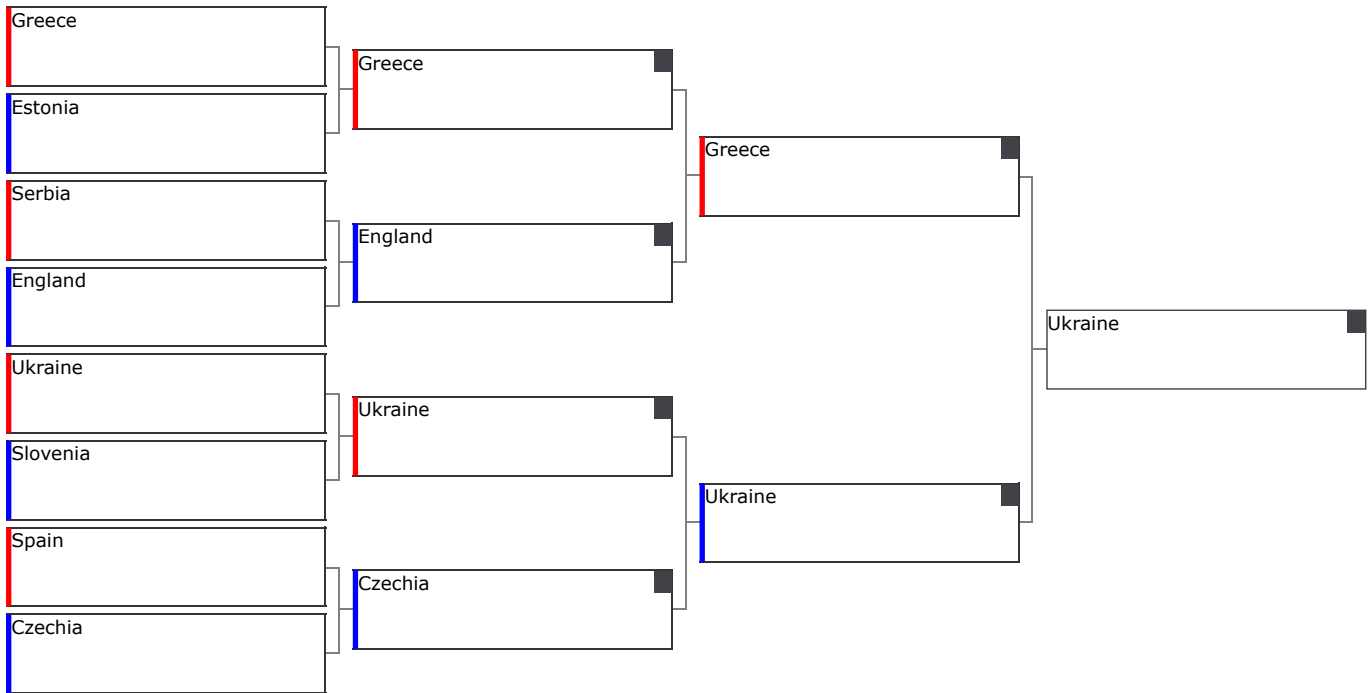 Greece
Estonia
Serbia
England
Ukraine
Slovenia
Spain
Czechia
Greece
England
Ukraine
Czechia
Greece
Ukraine
Ukraine